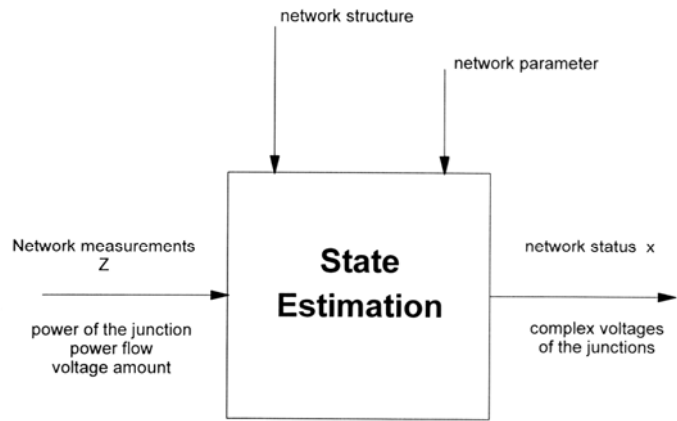 network structure
network parameter
Network measurements
Z
State
Estimation
network status x
power of the junction
power flow
voltage amount
complex voltages
of the junctions